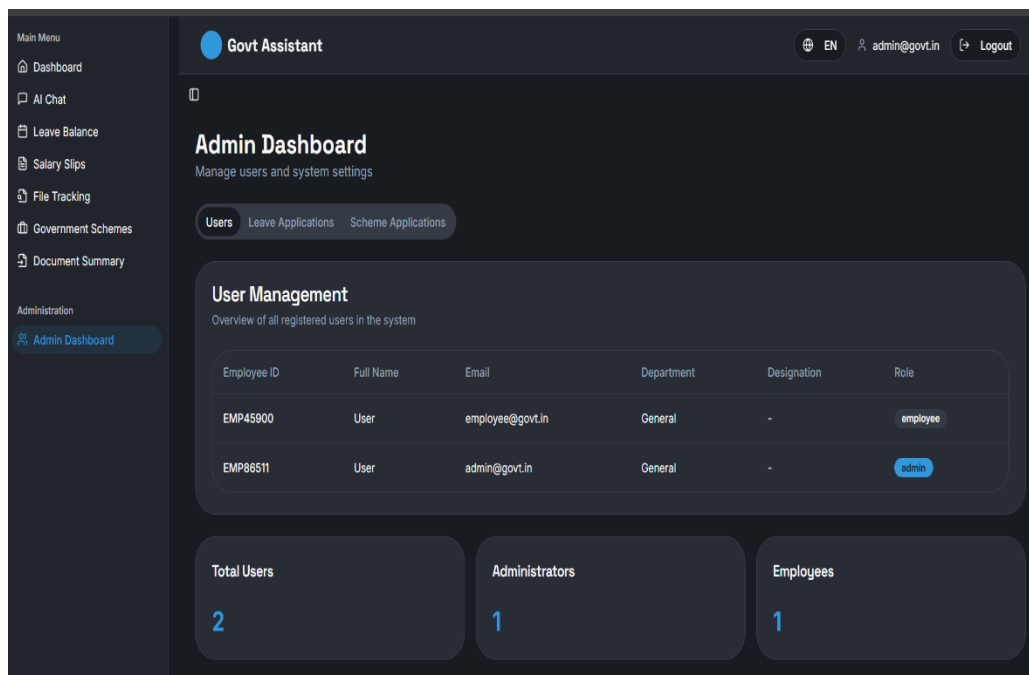 Main Menu
Dashboard
AI Chat
Leave Balance
Salary Slips
File Tracking
Government Schemes
Document Summary
Administration
Admin Dashboard
Govt Assistant
EN
admin@govt.in
Logout
Admin Dashboard
Manage users and system settings
Users Leave Applications Scheme Applications
User Management
Overview of all registered users in the system
Employee ID Full Name Email Department Designation Role
EMP45900 User employee@govt.in General - employee
EMP86511 User admin@govt.in General - admin
Total Users
2
Administrators
1
Employees
1